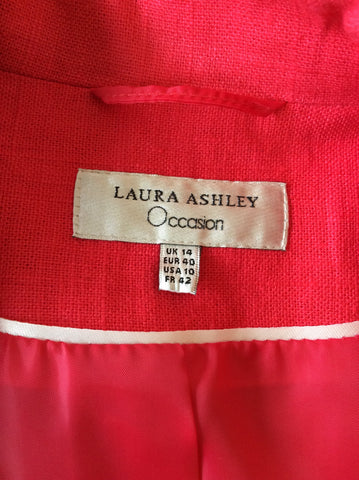 LAURA ASHLEY
Occasion
UK 14
EUR 40
USA 10
FR 42